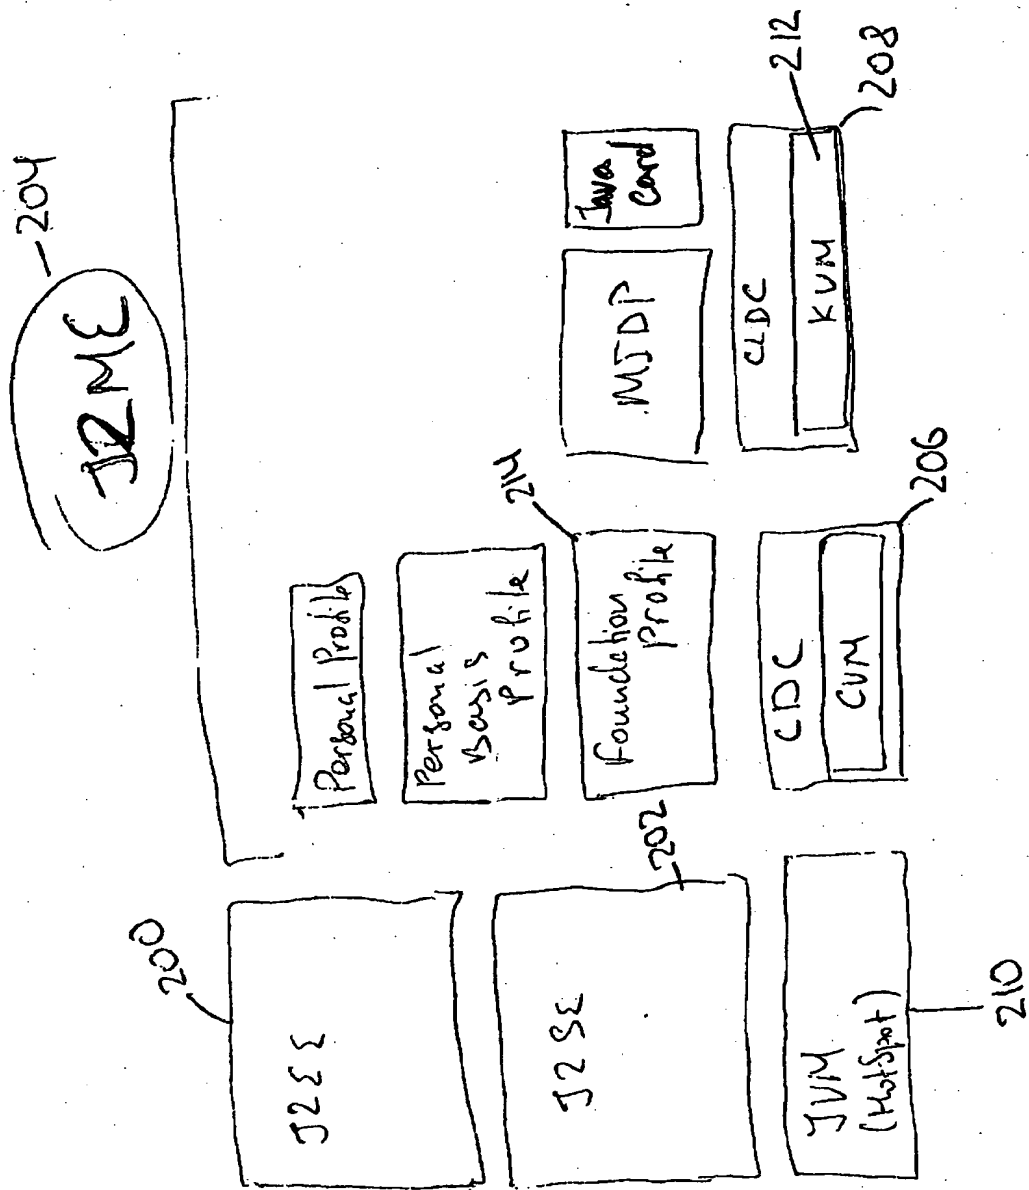 J2ME
204
200
J2EE
202
J2SE
JVM
(HotSpot)
210
Personal Profile
Personal
Basis
Profile
214
Foundation
Profile
CDC
CVM
206
MIDP
Java
Card
CLDC
KVM
212
208